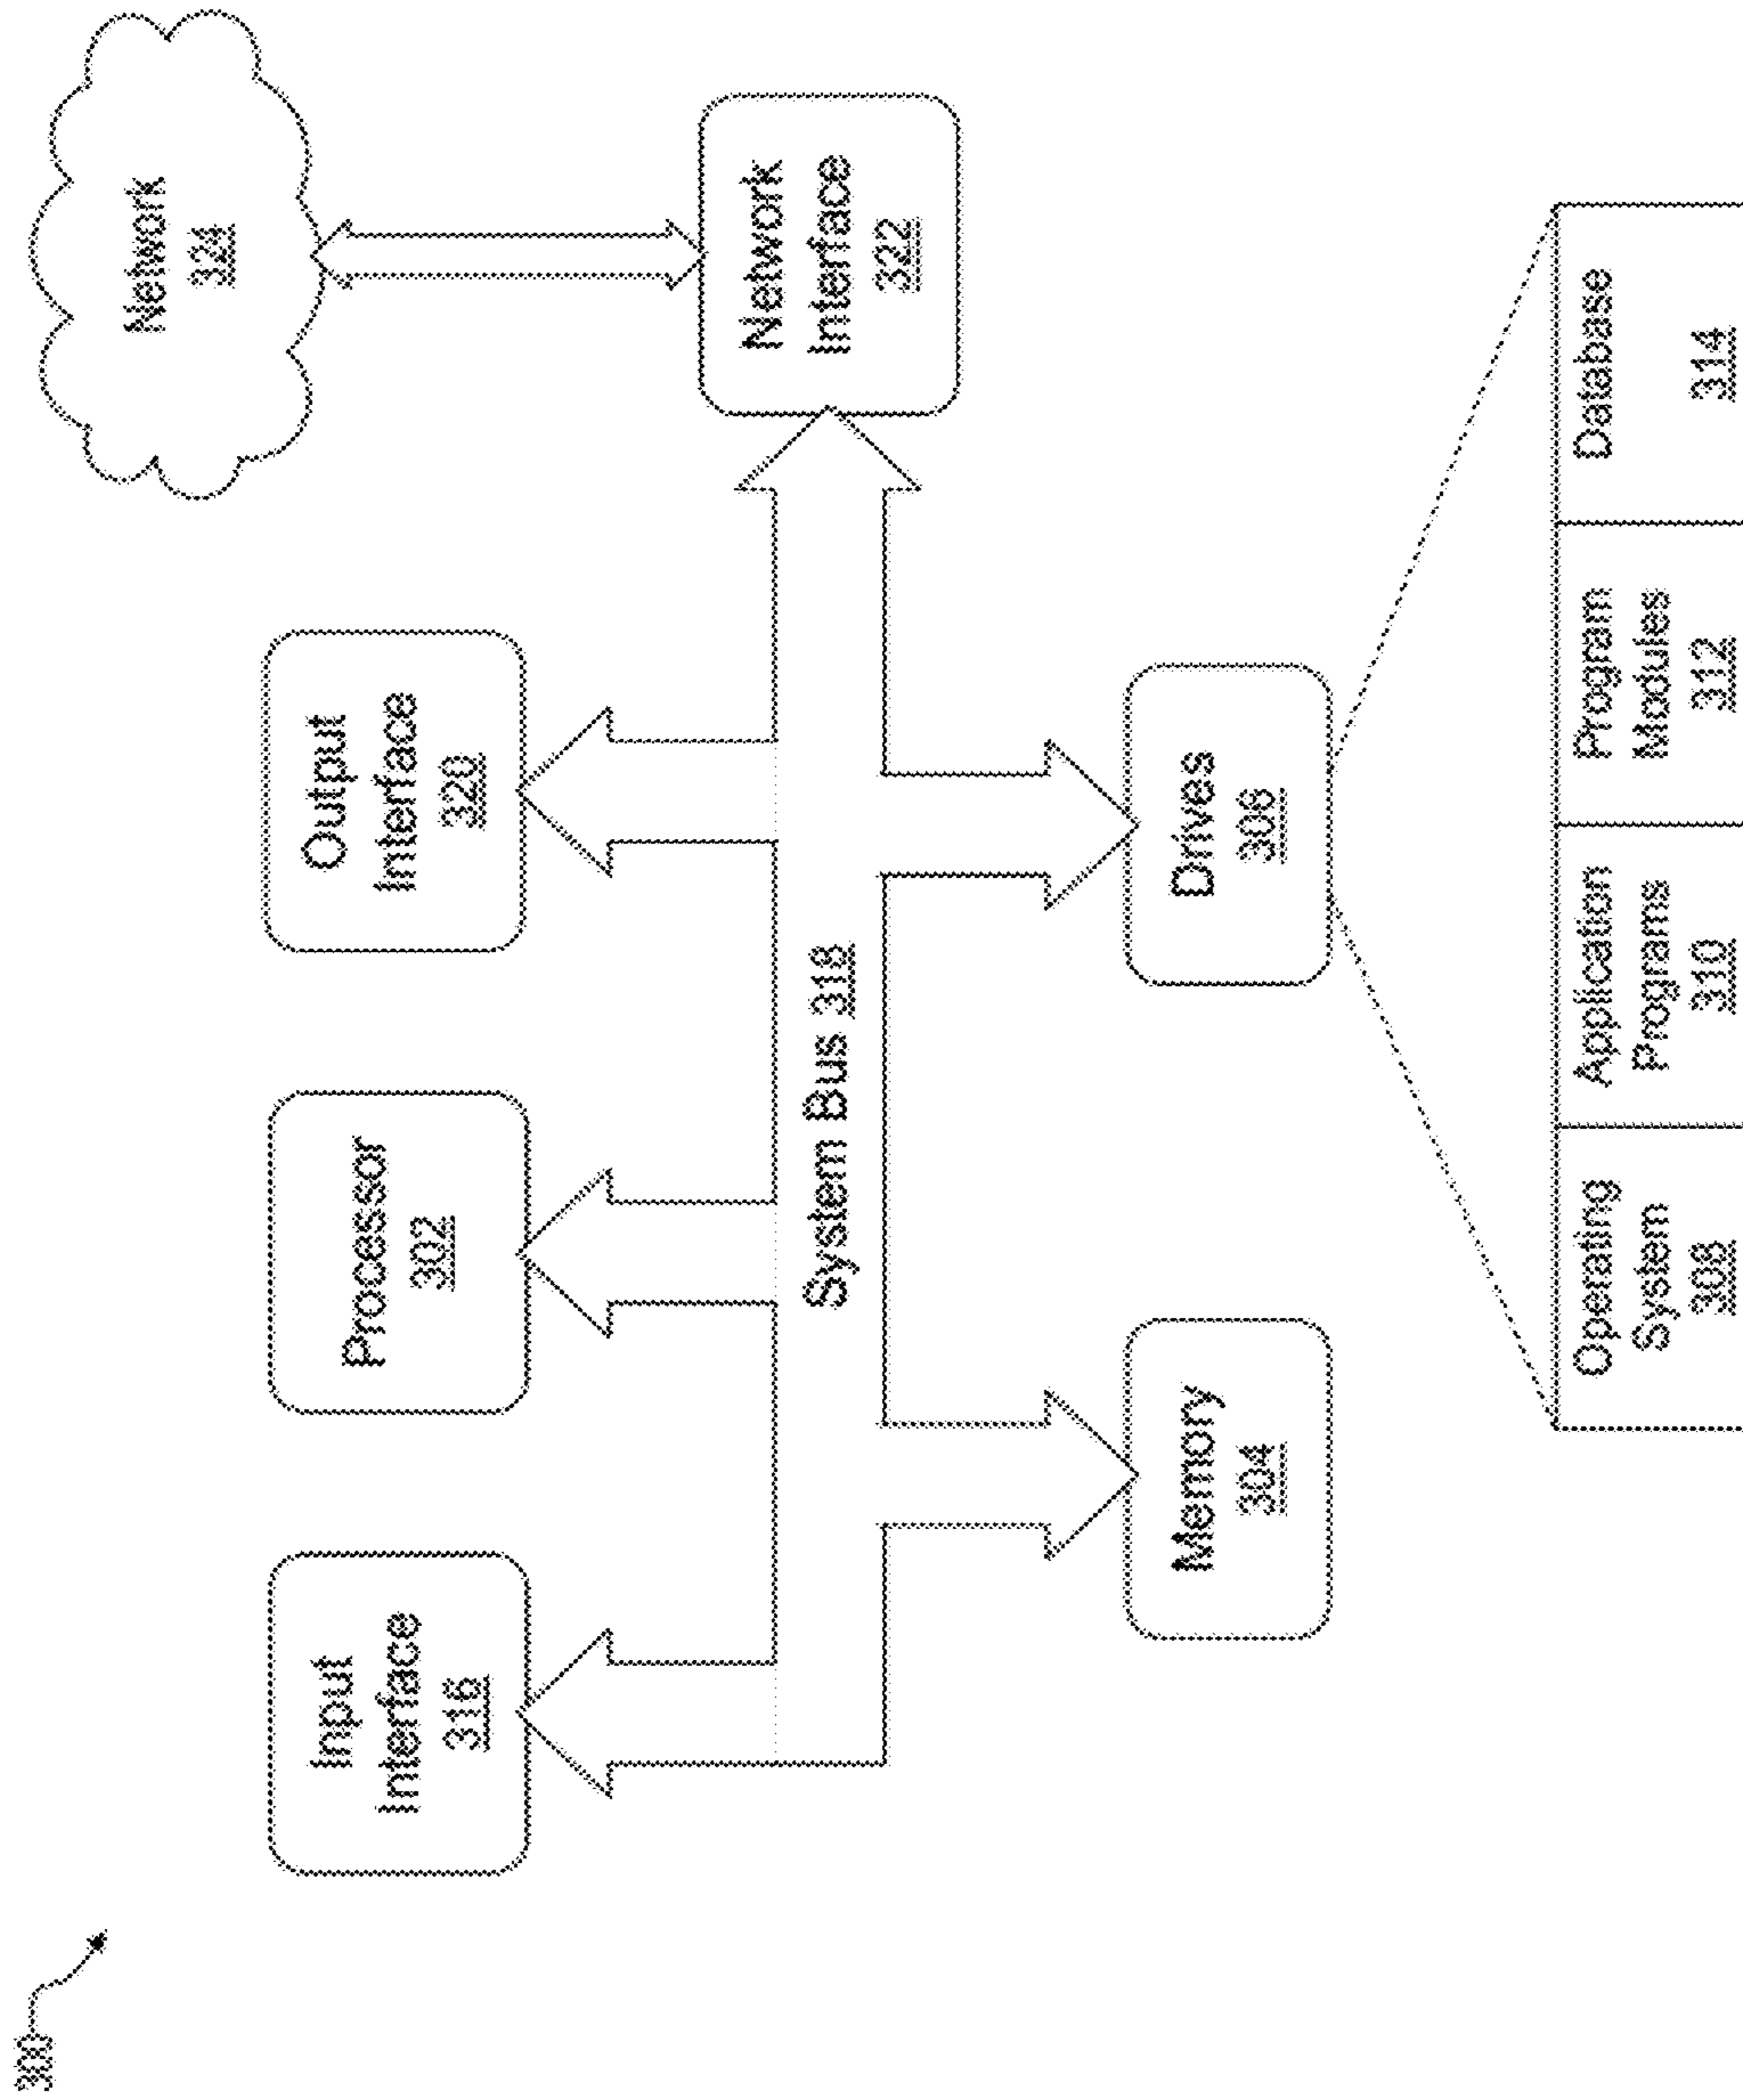 300
Network
324
Input
Interface
316
Processor
302
Output
Interface
320
Network
Interface
322
System Bus 318
Memory
304
Drives
306
Operating
System
308
Application
Programs
310
Program
Modules
312
Database
314